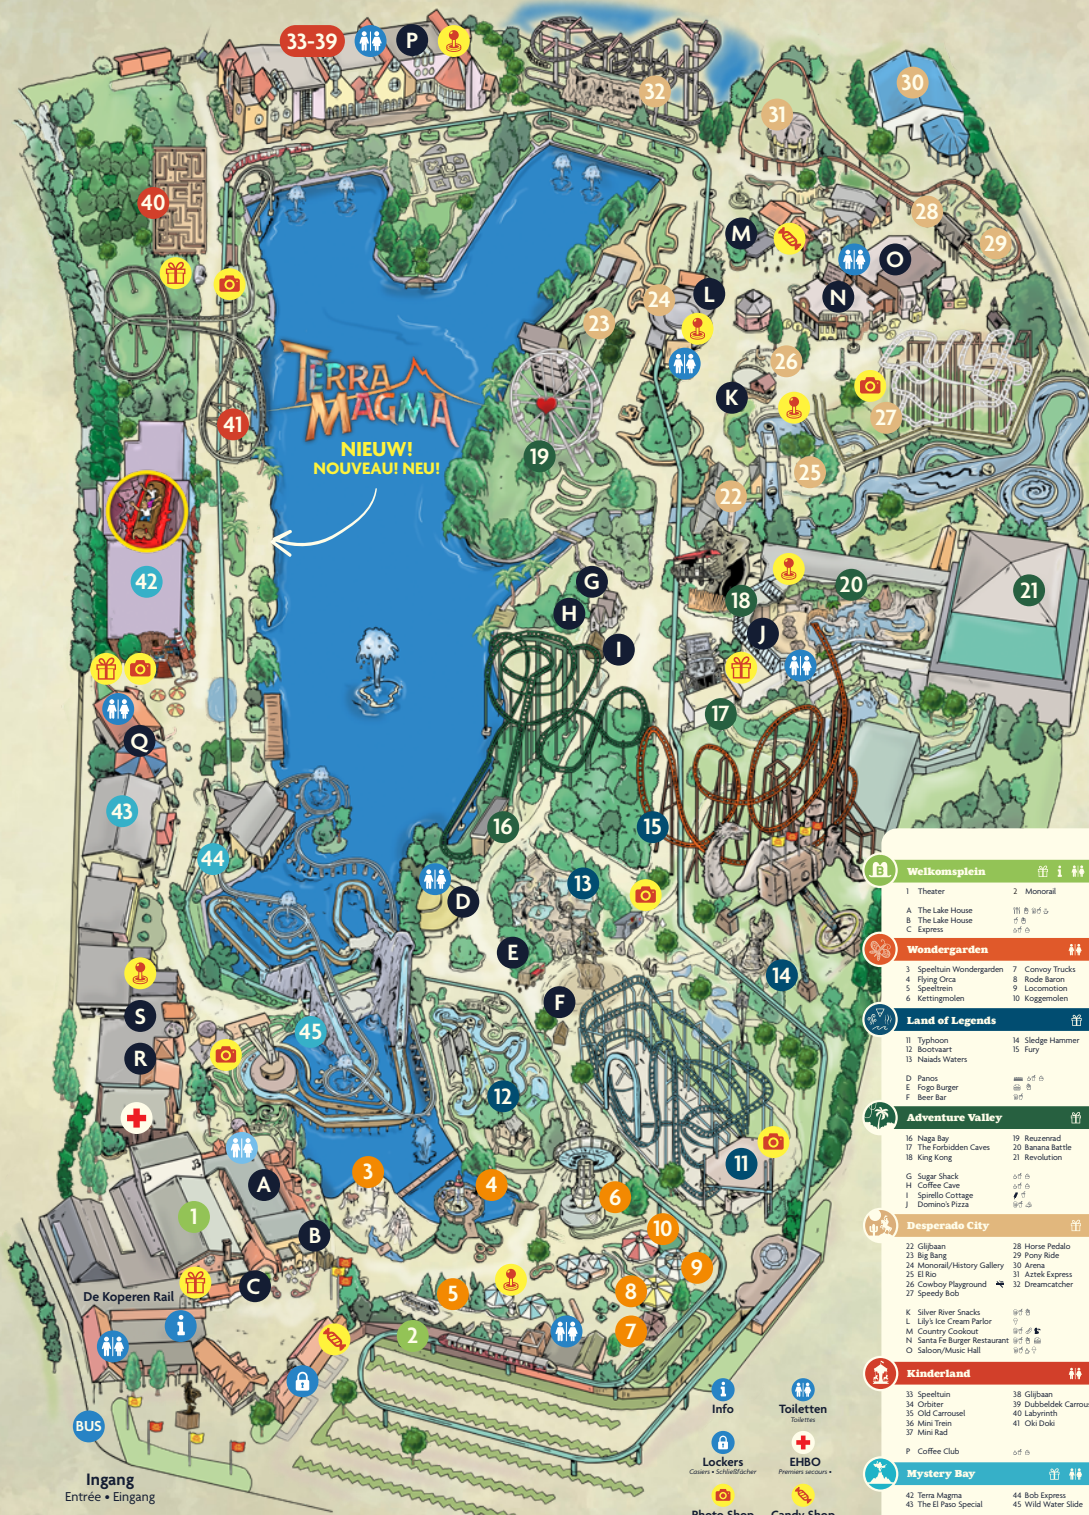 33-39
P
32
31
30
40
M
28
O
29
N
24
L
23
26
K
27
TERRA
MAGMA
NIEUW!
NOUVEAU! NEU!
41
19
25
22
42
G
H
I
18
20
21
J
17
Q
43
44
16
15
D
13
E
14
F
S
R
45
12
11
A
3
4
6
1
B
10
9
C
5
8
7
2
De Koperen Rail
BUS
Ingang
Entrée • Eingang
Info
Toiletten
Toilettes
Lockers
Casiers • Schließfächer
EHBO
Premiers secours •
Photo Shop
Candy Shop
Welkomsplein
1 Theater
2 Monorail
A The Lake House
B The Lake House
C Express
Wondergarden
3 Speeltuin Wondergarden
4 Flying Orca
5 Speeltrein
6 Kettingmolen
7 Convoy Trucks
8 Rode Baron
9 Locomotion
10 Koggemolen
Land of Legends
11 Typhoon
12 Bootvaart
13 Naiads Waters
14 Sledge Hammer
15 Fury
D Panos
E Fogo Burger
F Beer Bar
Adventure Valley
16 Naga Bay
17 The Forbidden Caves
18 King Kong
19 Reuzenrad
20 Banana Battle
21 Revolution
G Sugar Shack
H Coffee Cave
I Spirello Cottage
J Domino's Pizza
Desperado City
22 Glijbaan
23 Big Bang
24 Monorail/History Gallery
25 El Rio
26 Cowboy Playground
27 Speedy Bob
28 Horse Pedalo
29 Pony Ride
30 Arena
31 Aztek Express
32 Dreamcatcher
K Silver River Snacks
L Lily's Ice Cream Parlor
M Country Cookout
N Santa Fe Burger Restaurant
O Saloon/Music Hall
Kinderland
33 Speeltuin
34 Orbiter
35 Old Carrousel
36 Mini Trein
37 Mini Rad
38 Glijbaan
39 Dubbeldek Carrous
40 Labyrinth
41 Oki Doki
P Coffee Club
Mystery Bay
42 Terra Magma
43 The El Paso Special
44 Bob Express
45 Wild Water Slide